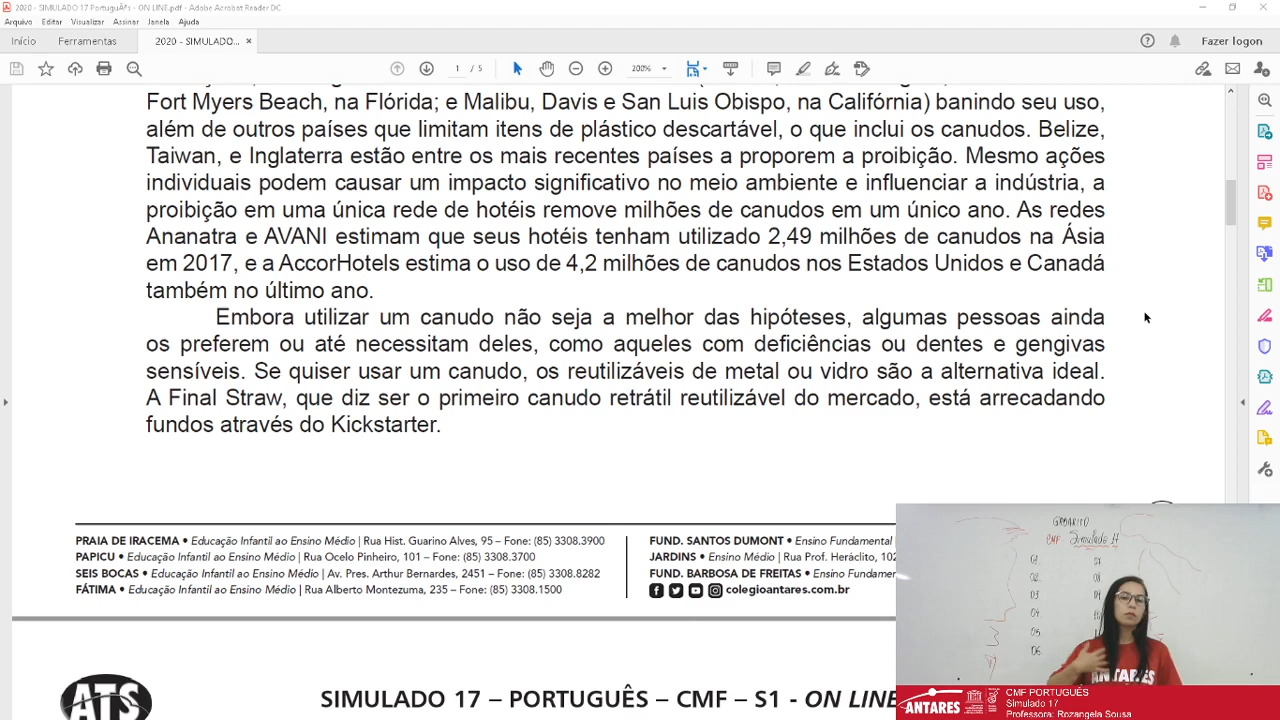 2020 - SIMULADO 17 PortuguÃªs - ON LINE.pdf - Adobe Acrobat Reader DC
Arquivo Editar Visualizar Assinar Janela Ajuda
Início Ferramentas 2020 - SIMULADO... × Fazer logon
1 / 5 200%
Fort Myers Beach, na Flórida; e Malibu, Davis e San Luis Obispo, na Califórnia) banindo seu uso,
além de outros países que limitam itens de plástico descartável, o que inclui os canudos. Belize,
Taiwan, e Inglaterra estão entre os mais recentes países a proporem a proibição. Mesmo ações
individuais podem causar um impacto significativo no meio ambiente e influenciar a indústria, a
proibição em uma única rede de hotéis remove milhões de canudos em um único ano. As redes
Ananatra e AVANI estimam que seus hotéis tenham utilizado 2,49 milhões de canudos na Ásia
em 2017, e a AccorHotels estima o uso de 4,2 milhões de canudos nos Estados Unidos e Canadá
também no último ano.
Embora utilizar um canudo não seja a melhor das hipóteses, algumas pessoas ainda
os preferem ou até necessitam deles, como aqueles com deficiências ou dentes e gengivas
sensíveis. Se quiser usar um canudo, os reutilizáveis de metal ou vidro são a alternativa ideal.
A Final Straw, que diz ser o primeiro canudo retrátil reutilizável do mercado, está arrecadando
fundos através do Kickstarter.
PRAIA DE IRACEMA • Educação Infantil ao Ensino Médio | Rua Hist. Guarino Alves, 95 – Fone: (85) 3308.3900
PAPICU • Educação Infantil ao Ensino Médio | Rua Ocelo Pinheiro, 101 – Fone: (85) 3308.3700
SEIS BOCAS • Educação Infantil ao Ensino Médio | Av. Pres. Arthur Bernardes, 2451 – Fone: (85) 3308.8282
FÁTIMA • Educação Infantil ao Ensino Médio | Rua Alberto Montezuma, 235 – Fone: (85) 3308.1500
FUND. SANTOS DUMONT • Ensino Fundamental
JARDINS • Ensino Médio | Rua Prof. Heráclito, 102
FUND. BARBOSA DE FREITAS • Ensino Fundamen
colegioantares.com.br
ATS
SIMULADO 17 – PORTUGUÊS – CMF – S1 - ON LINE
GABARITO
CMF Simulado 17
01. 07
02. 08
03 09
04 10
05
06
ANTARES
ANTARES
CMF PORTUGUÊS
Simulado 17
Professora: Rozangela Sousa